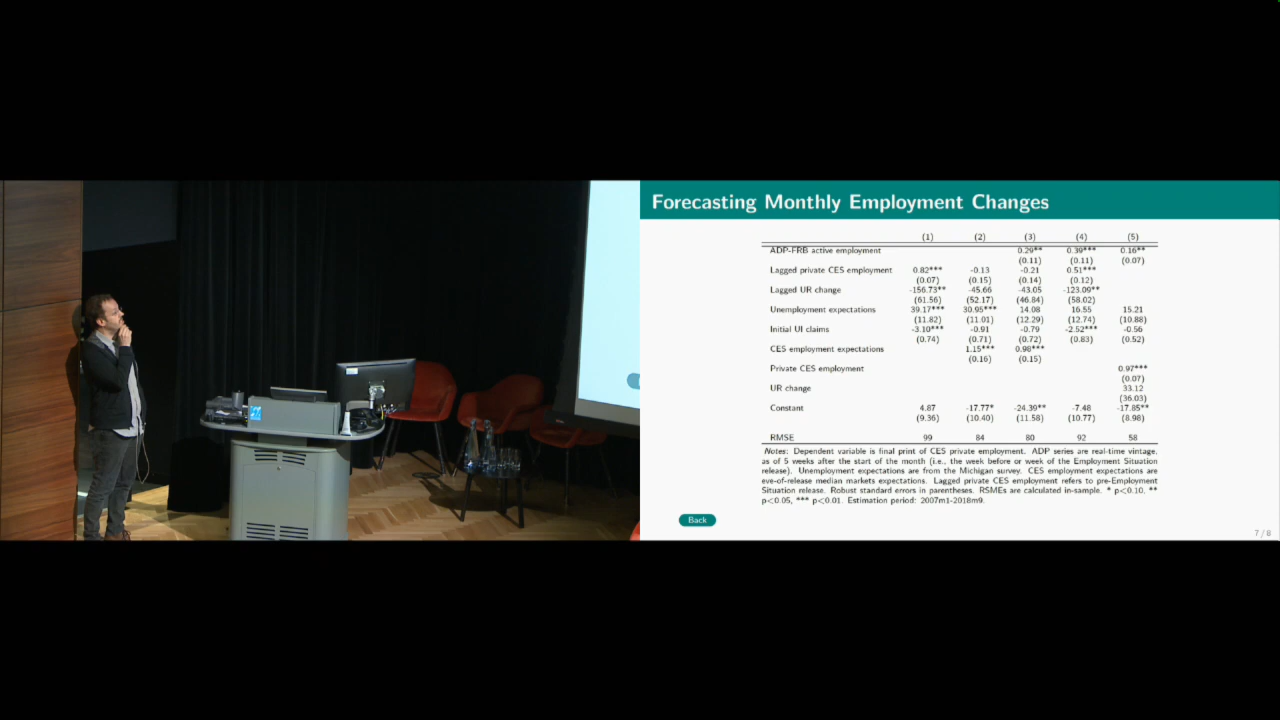 Forecasting Monthly Employment Changes
(1) (2) (3) (4) (5)
ADP-FRB active employment 0.29** 0.39*** 0.16**
(0.11) (0.11) (0.07)
Lagged private CES employment 0.82*** -0.13 -0.21 0.51***
(0.07) (0.15) (0.14) (0.12)
Lagged UR change -156.73** -45.66 -43.05 -123.09**
(61.56) (52.17) (46.84) (58.02)
Unemployment expectations 39.17*** 30.95*** 14.08 16.55 15.21
(11.82) (11.01) (12.29) (12.74) (10.88)
Initial UI claims -3.10*** -0.91 -0.79 -2.52*** -0.56
(0.74) (0.71) (0.72) (0.83) (0.52)
CES employment expectations 1.15*** 0.98***
(0.16) (0.15)
Private CES employment 0.97***
(0.07)
UR change 33.12
(36.03)
Constant 4.87 -17.77* -24.39** -7.48 -17.85**
(9.36) (10.40) (11.58) (10.77) (8.98)
RMSE 99 84 80 92 58
Notes: Dependent variable is final print of CES private employment. ADP series are real-time vintage,
as of 5 weeks after the start of the month (i.e., the week before or week of the Employment Situation
release). Unemployment expectations are from the Michigan survey. CES employment expectations are
eve-of-release median markets expectations. Lagged private CES employment refers to pre-Employment
Situation release. Robust standard errors in parentheses. RSMEs are calculated in-sample. * p<0.10, **
p<0.05, *** p<0.01. Estimation period: 2007m1-2018m9.
Back
7 / 8